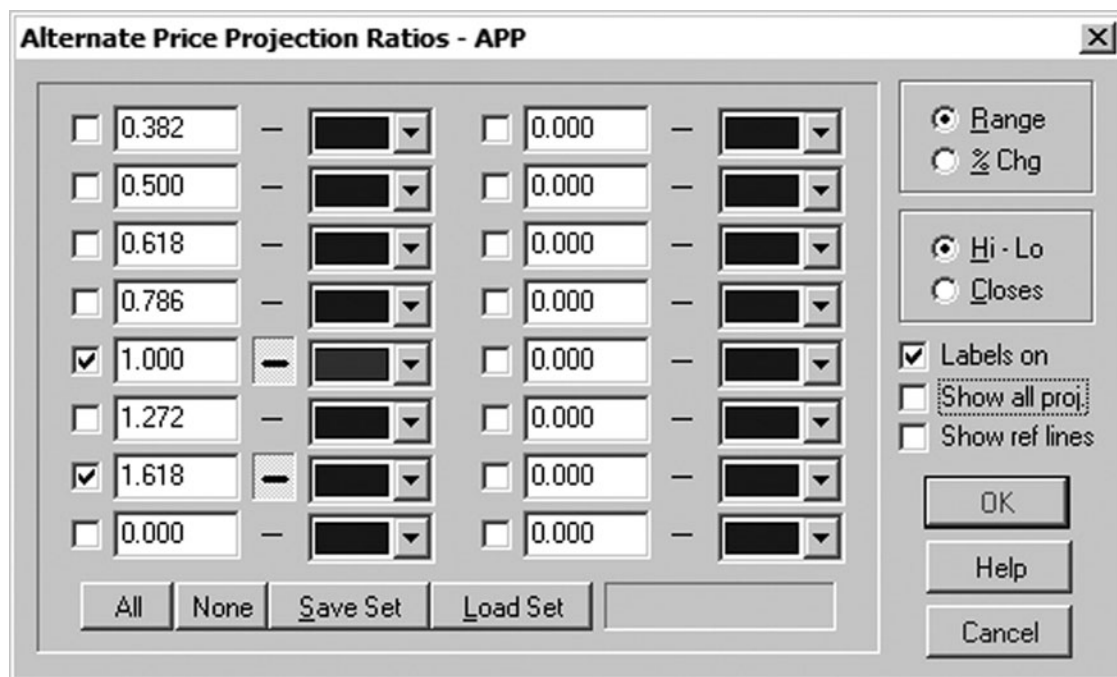 Alternate Price Projection Ratios - APP
0.382 — 0.000 —
0.500 — 0.000 —
0.618 — 0.000 —
0.786 — 0.000 —
1.000 — 0.000 —
1.272 — 0.000 —
1.618 — 0.000 —
0.000 — 0.000 —
All None Save Set Load Set
Range
% Chg
Hi - Lo
Closes
Labels on
Show all proj.
Show ref lines
OK
Help
Cancel